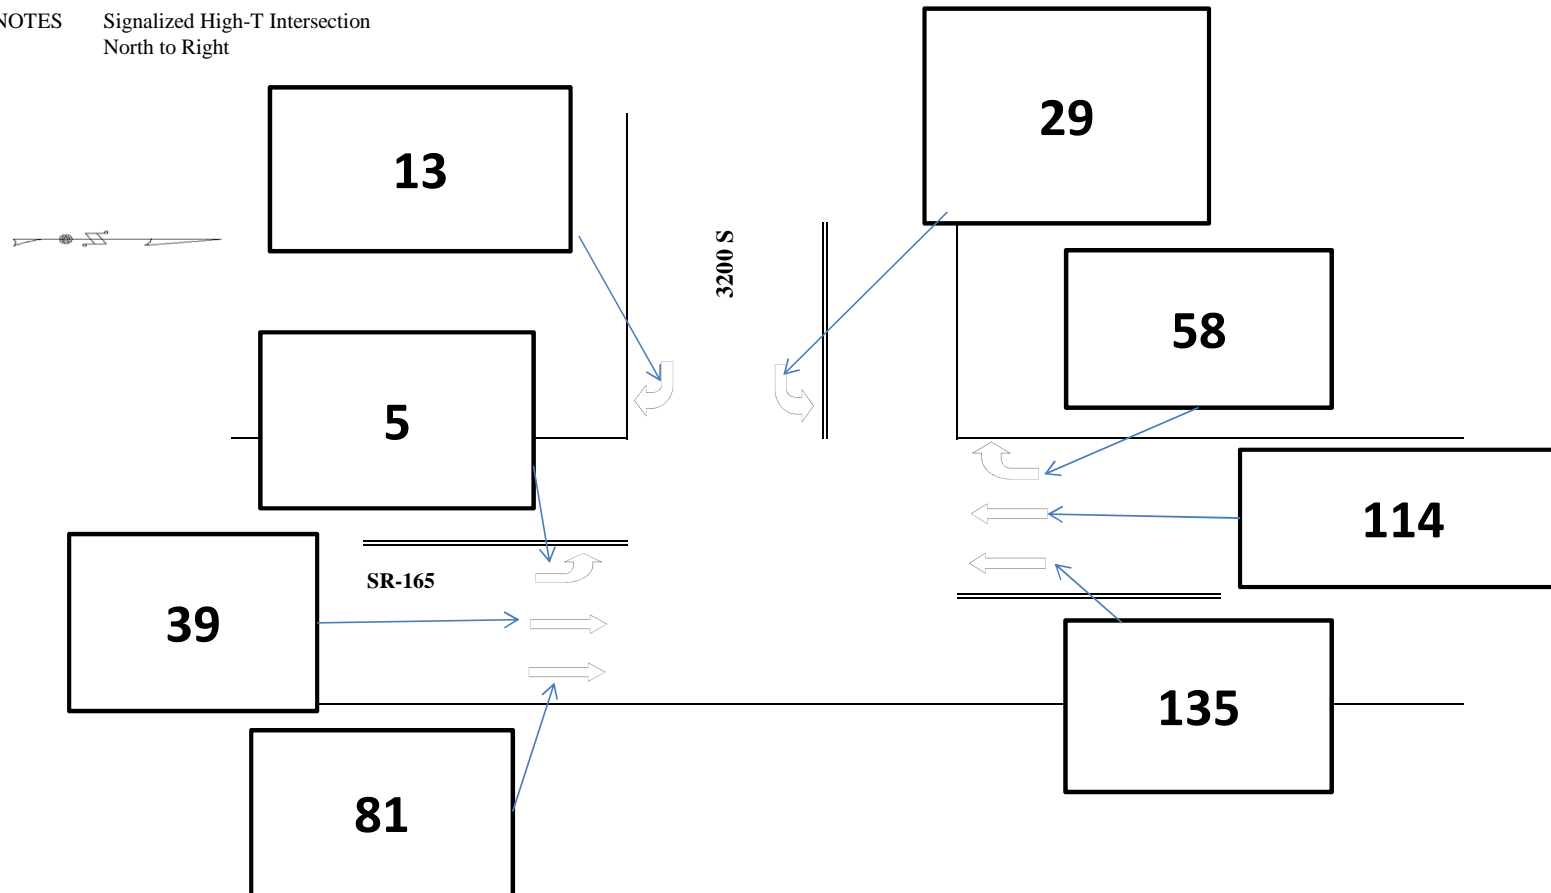 NOTES Signalized High-T Intersection
North to Right
29
13
3200 S
58
5
114
SR-165
39
135
81